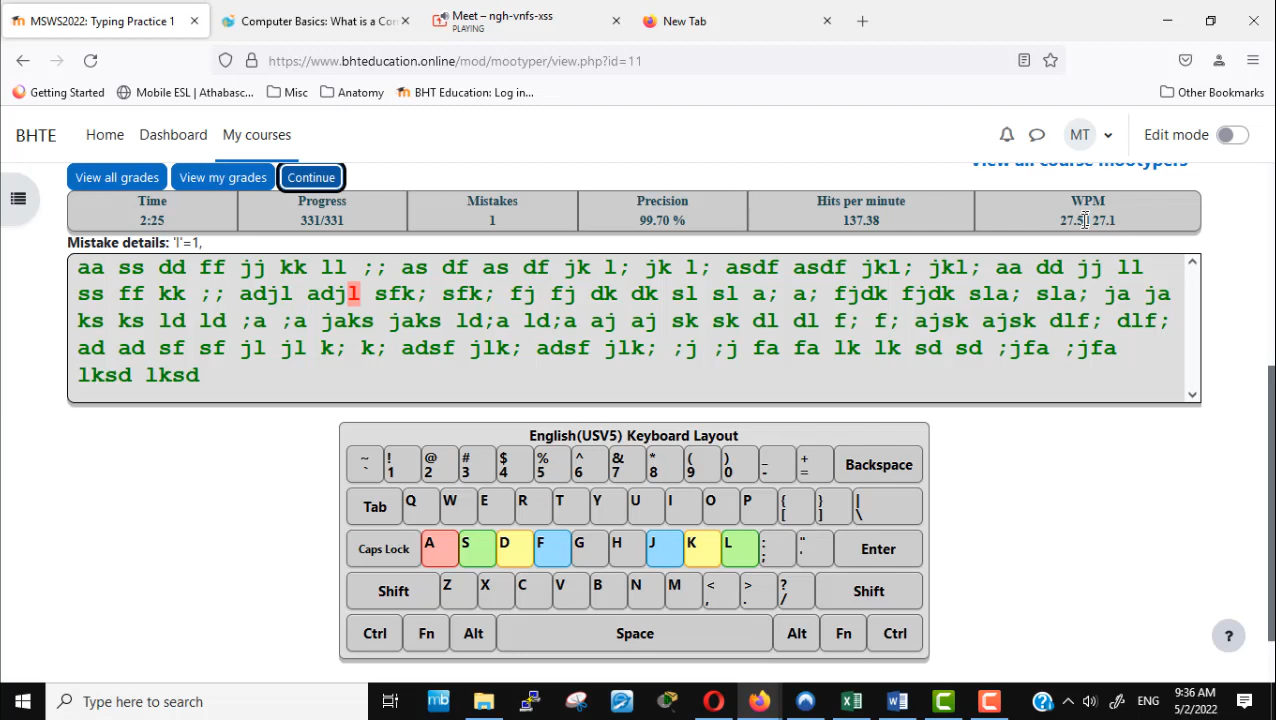 MSWS2022: Typing Practice 1
Computer Basics: What is a Con
Meet – ngh-vnfs-xss
PLAYING
New Tab
https://www.bhteducation.online/mod/mootyper/view.php?id=11
Getting Started
Mobile ESL | Athabasc...
Misc
Anatomy
BHT Education: Log in...
Other Bookmarks
BHTE
Home
Dashboard
My courses
MT
Edit mode
View all course mootypers
View all grades
View my grades
Continue
Time
Progress
Mistakes
Precision
Hits per minute
WPM
2:25
331/331
1
99.70 %
137.38
27.1
Mistake details: 'l'=1,
aa ss dd ff jj kk ll ;; as df as df jk l; jk l; asdf asdf jkl; jkl; aa dd jj ll
ss ff kk ;; adjl adjl sfk; sfk; fj fj dk dk sl sl a; a; fjdk fjdk sla; sla; ja ja
ks ks ld ld ;a ;a jaks jaks ld;a ld;a aj aj sk sk dl dl f; f; ajsk ajsk dlf; dlf;
ad ad sf sf jl jl k; k; adsf jlk; adsf jlk; ;j ;j fa fa lk lk sd sd ;jfa ;jfa
lksd lksd
English(USV5) Keyboard Layout
~ ! @ # $ % ^ & * ( ) _ +
` 1 2 3 4 5 6 7 8 9 0 - = Backspace
Tab Q W E R T Y U I O P { } |
[ ] \
Caps Lock A S D F G H J K L : " Enter
; '
Shift Z X C V B N M < > ? Shift
, . /
Ctrl Fn Alt Space Alt Fn Ctrl
?
Type here to search
mb
ENG
9:36 AM
5/2/2022